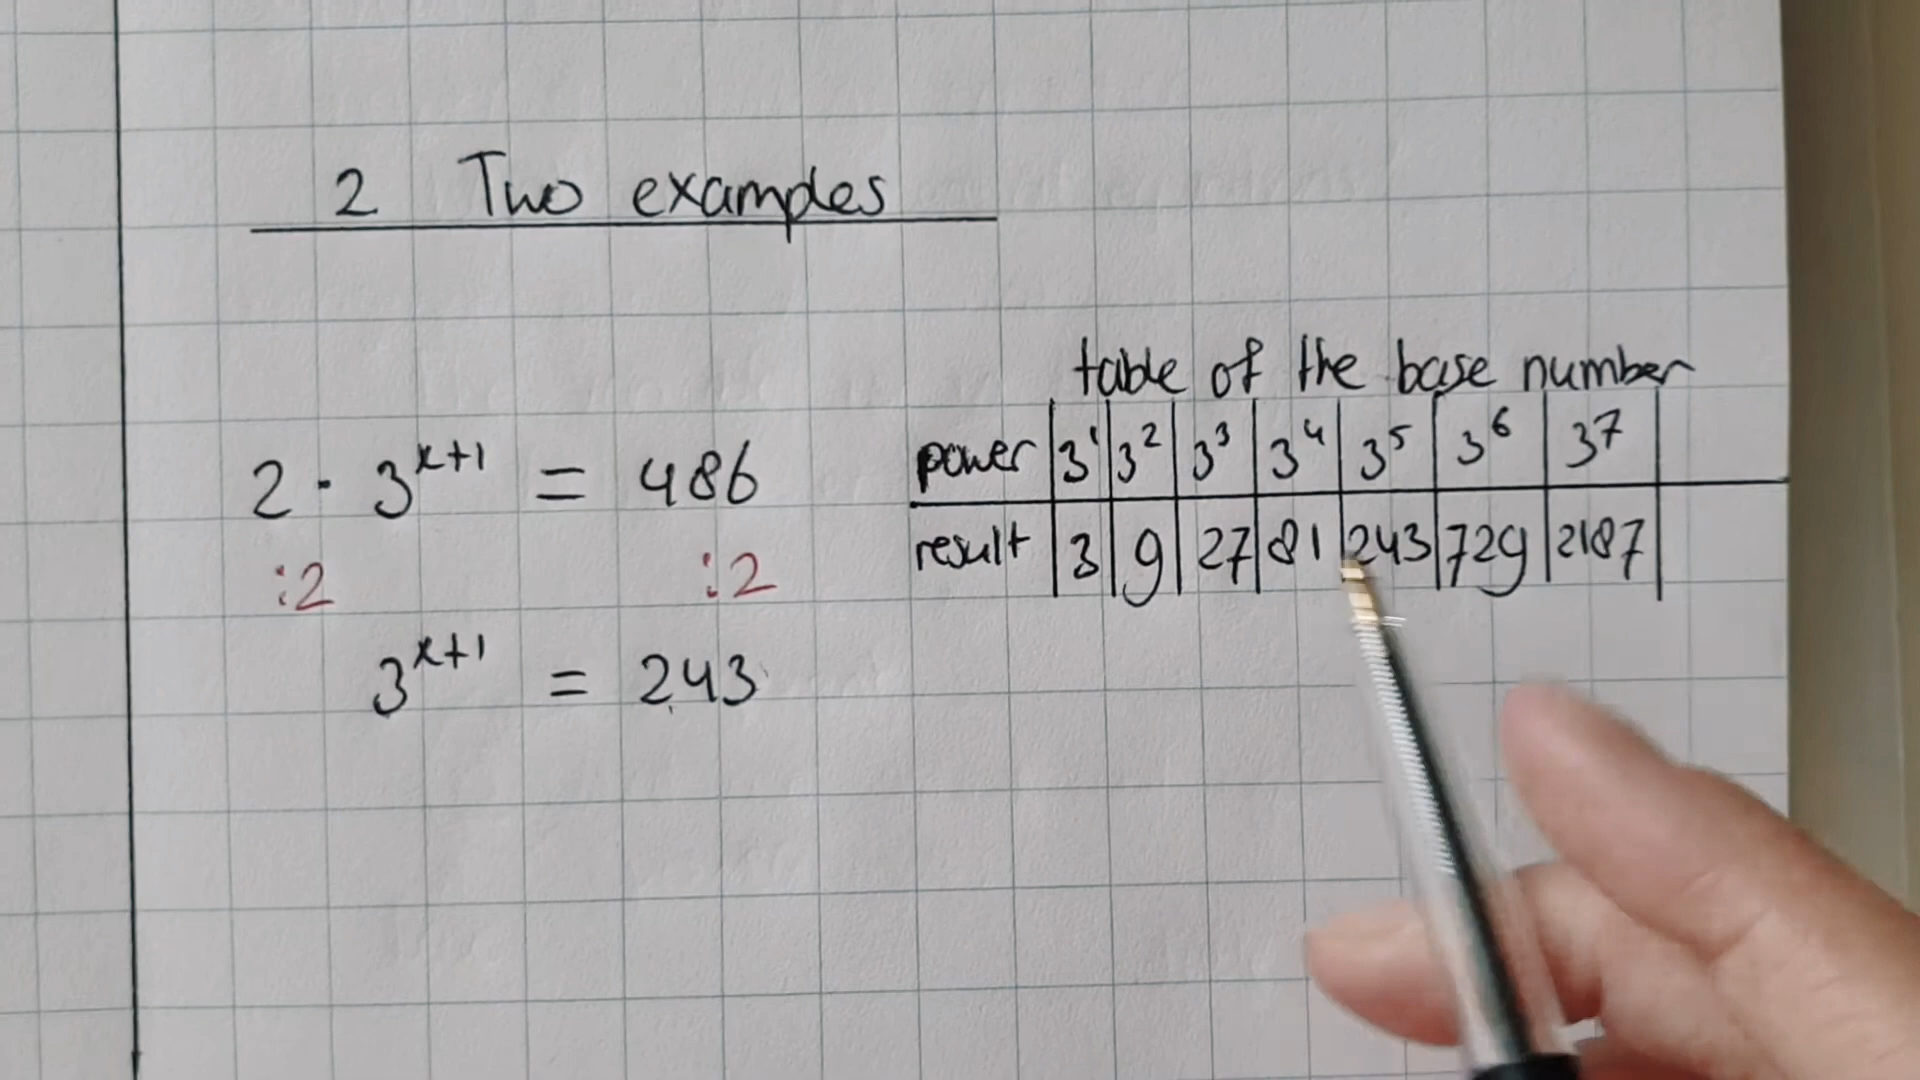 2 Two examples
table of the base number
power 3¹ 3² 3³ 3⁴ 3⁵ 3⁶ 3⁷
result 3 9 27 81 243 729 2187
2 · 3ˣ⁺¹ = 486
:2 :2
3ˣ⁺¹ = 243